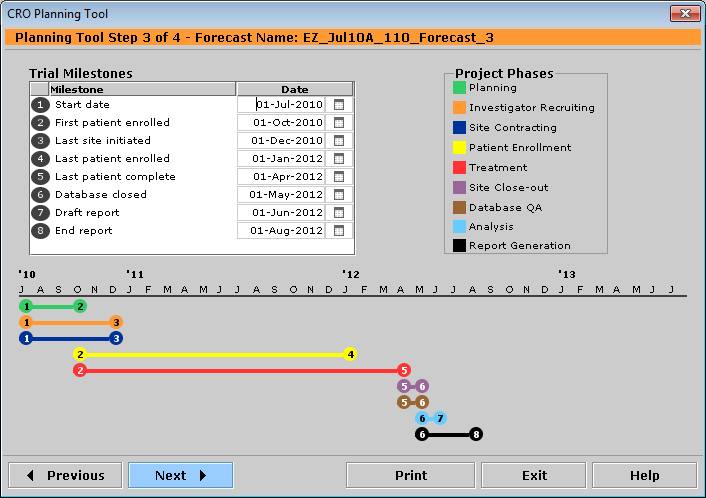 CRO Planning Tool
Planning Tool Step 3 of 4 - Forecast Name: EZ_Jul10A_110_Forecast_3
Trial Milestones
Milestone Date
1 Start date 01-Jul-2010
2 First patient enrolled 01-Oct-2010
3 Last site initiated 01-Dec-2010
4 Last patient enrolled 01-Jan-2012
5 Last patient complete 01-Apr-2012
6 Database closed 01-May-2012
7 Draft report 01-Jun-2012
8 End report 01-Aug-2012
Project Phases
Planning
Investigator Recruiting
Site Contracting
Patient Enrollment
Treatment
Site Close-out
Database QA
Analysis
Report Generation
'10 '11 '12 '13
J A S O N D J F M A M J J A S O N D J F M A M J J A S O N D J F M A M J J
1 2
1 3
1 3
2 4
2 5
5 6
5 6
6 7
6 8
Previous Next Print Exit Help